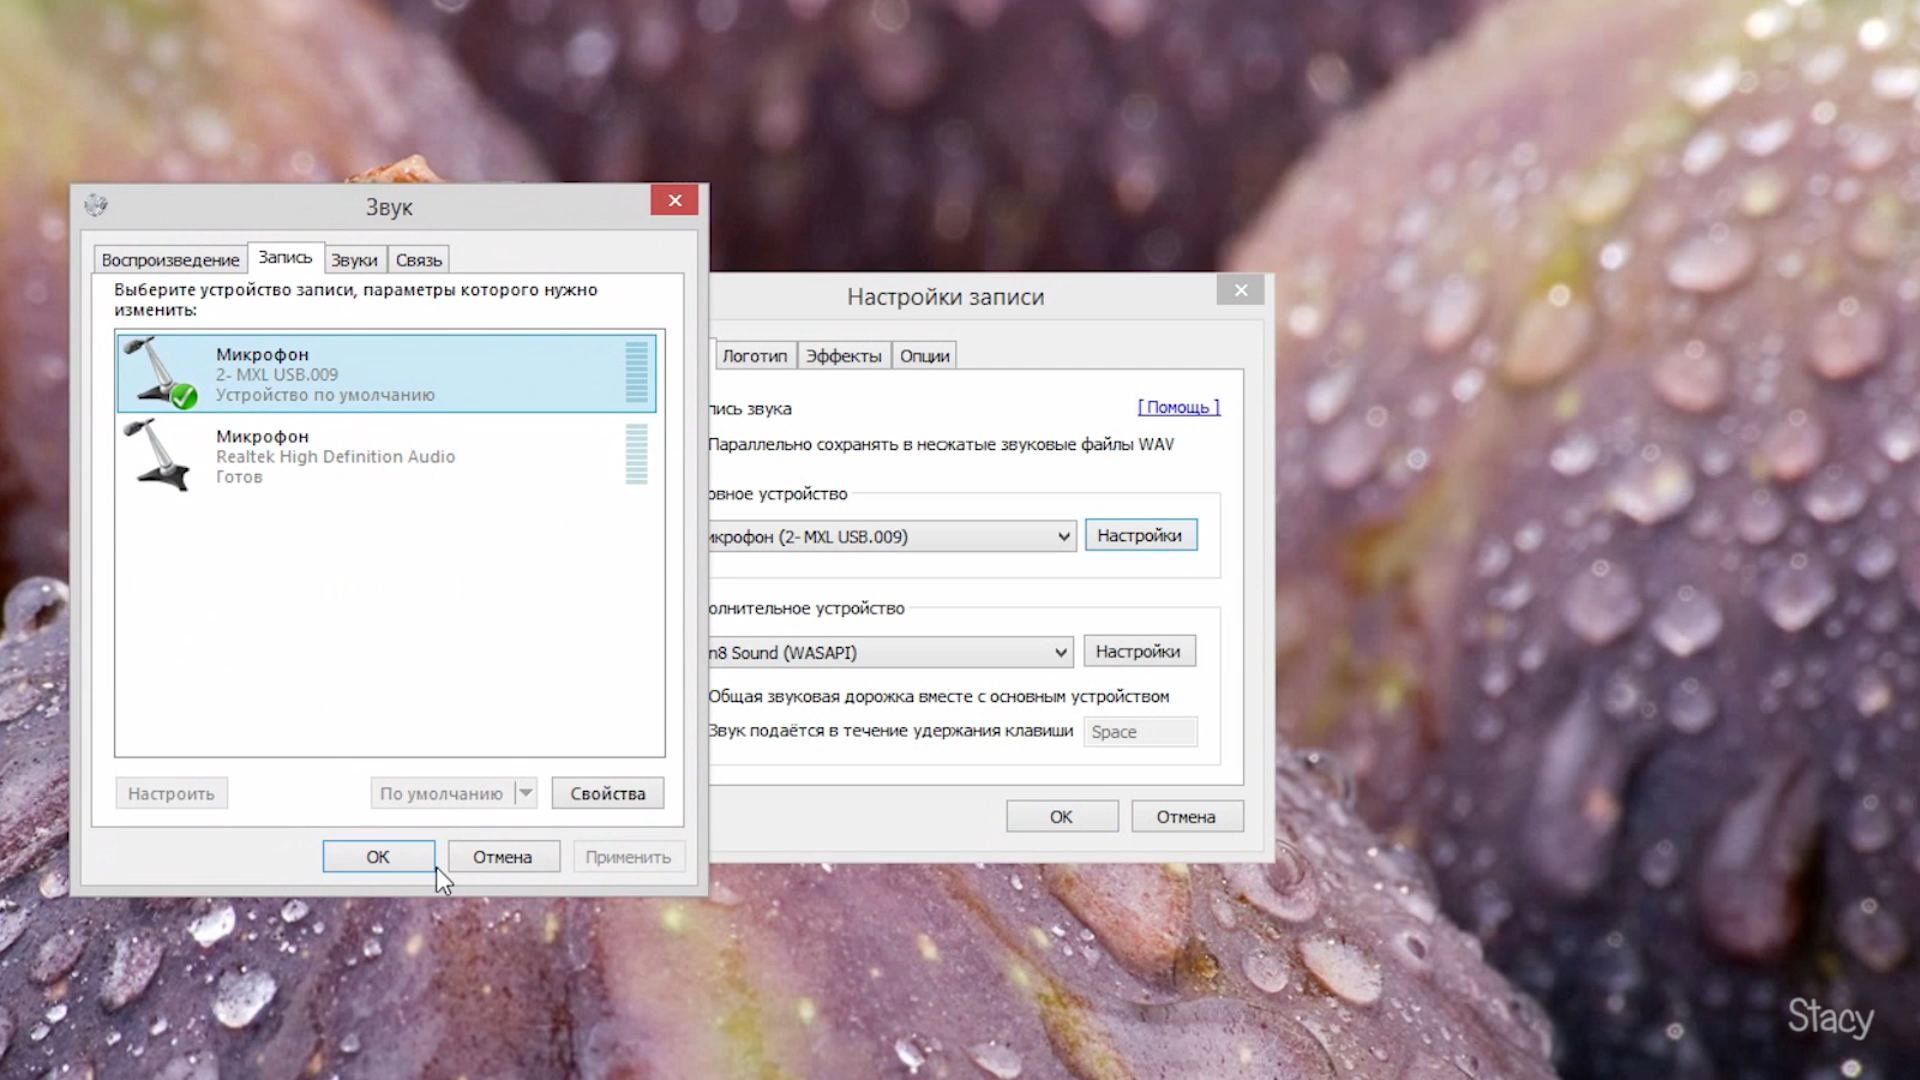 Звук
Воспроизведение
Запись
Звуки
Связь
Выберите устройство записи, параметры которого нужно
изменить:
Микрофон
2- MXL USB.009
Устройство по умолчанию
Микрофон
Realtek High Definition Audio
Готов
Настроить
По умолчанию
Свойства
ОК
Отмена
Применить
Настройки записи
Логотип
Эффекты
Опции
пись звука
[ Помощь ]
Параллельно сохранять в несжатые звуковые файлы WAV
овное устройство
икрофон (2- MXL USB.009)
Настройки
олнительное устройство
n8 Sound (WASAPI)
Настройки
Общая звуковая дорожка вместе с основным устройством
Звук подаётся в течение удержания клавиши
Space
ОК
Отмена
Stacy